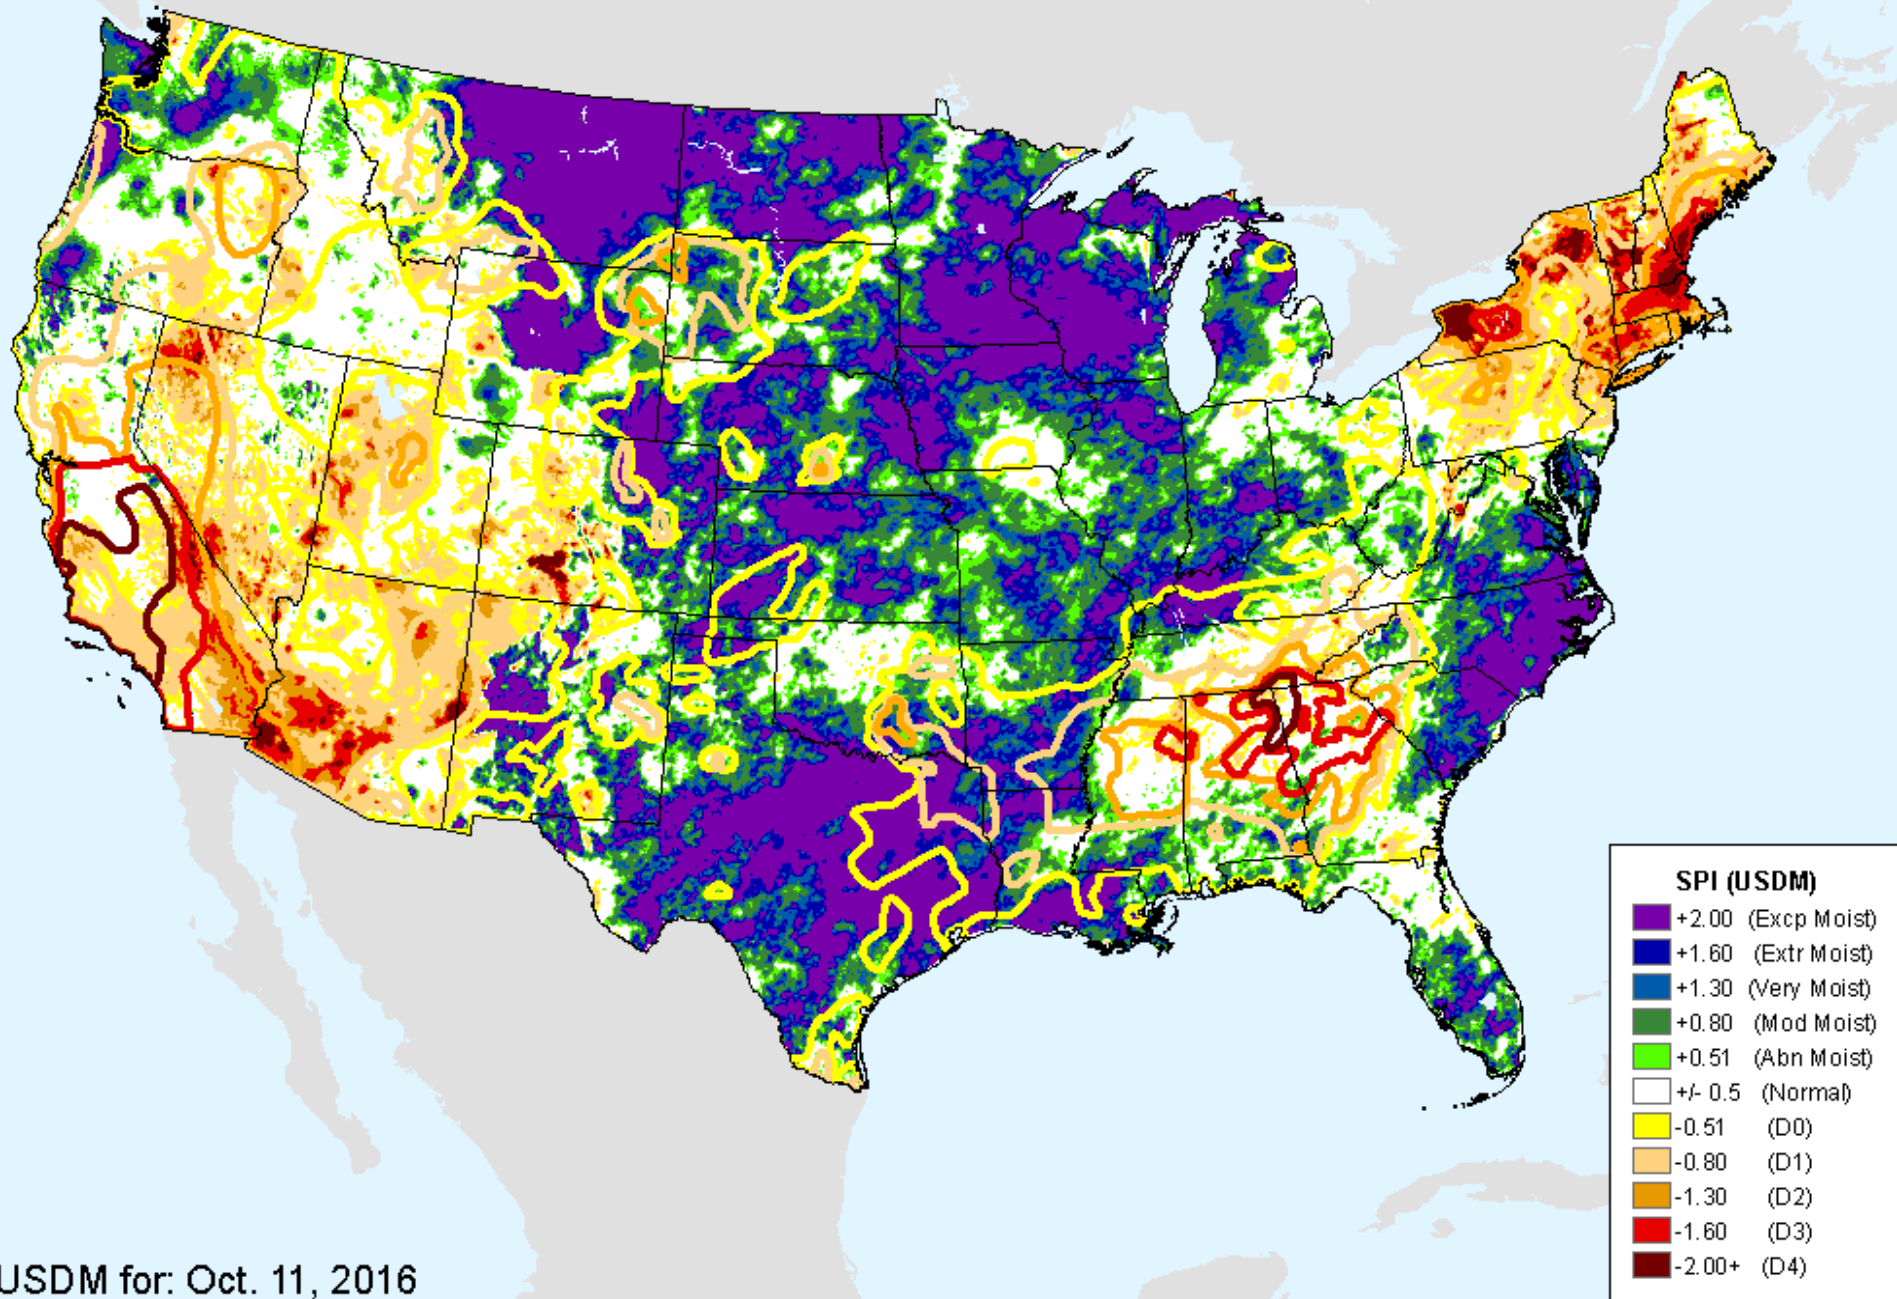 SPI (USDM)
+2.00 (Excp Moist)
+1.60 (Extr Moist)
+1.30 (Very Moist)
+0.80 (Mod Moist)
+0.51 (Abn Moist)
+/- 0.5 (Normal)
-0.51 (D0)
-0.80 (D1)
-1.30 (D2)
-1.60 (D3)
-2.00+ (D4)
USDM for: Oct. 11, 2016